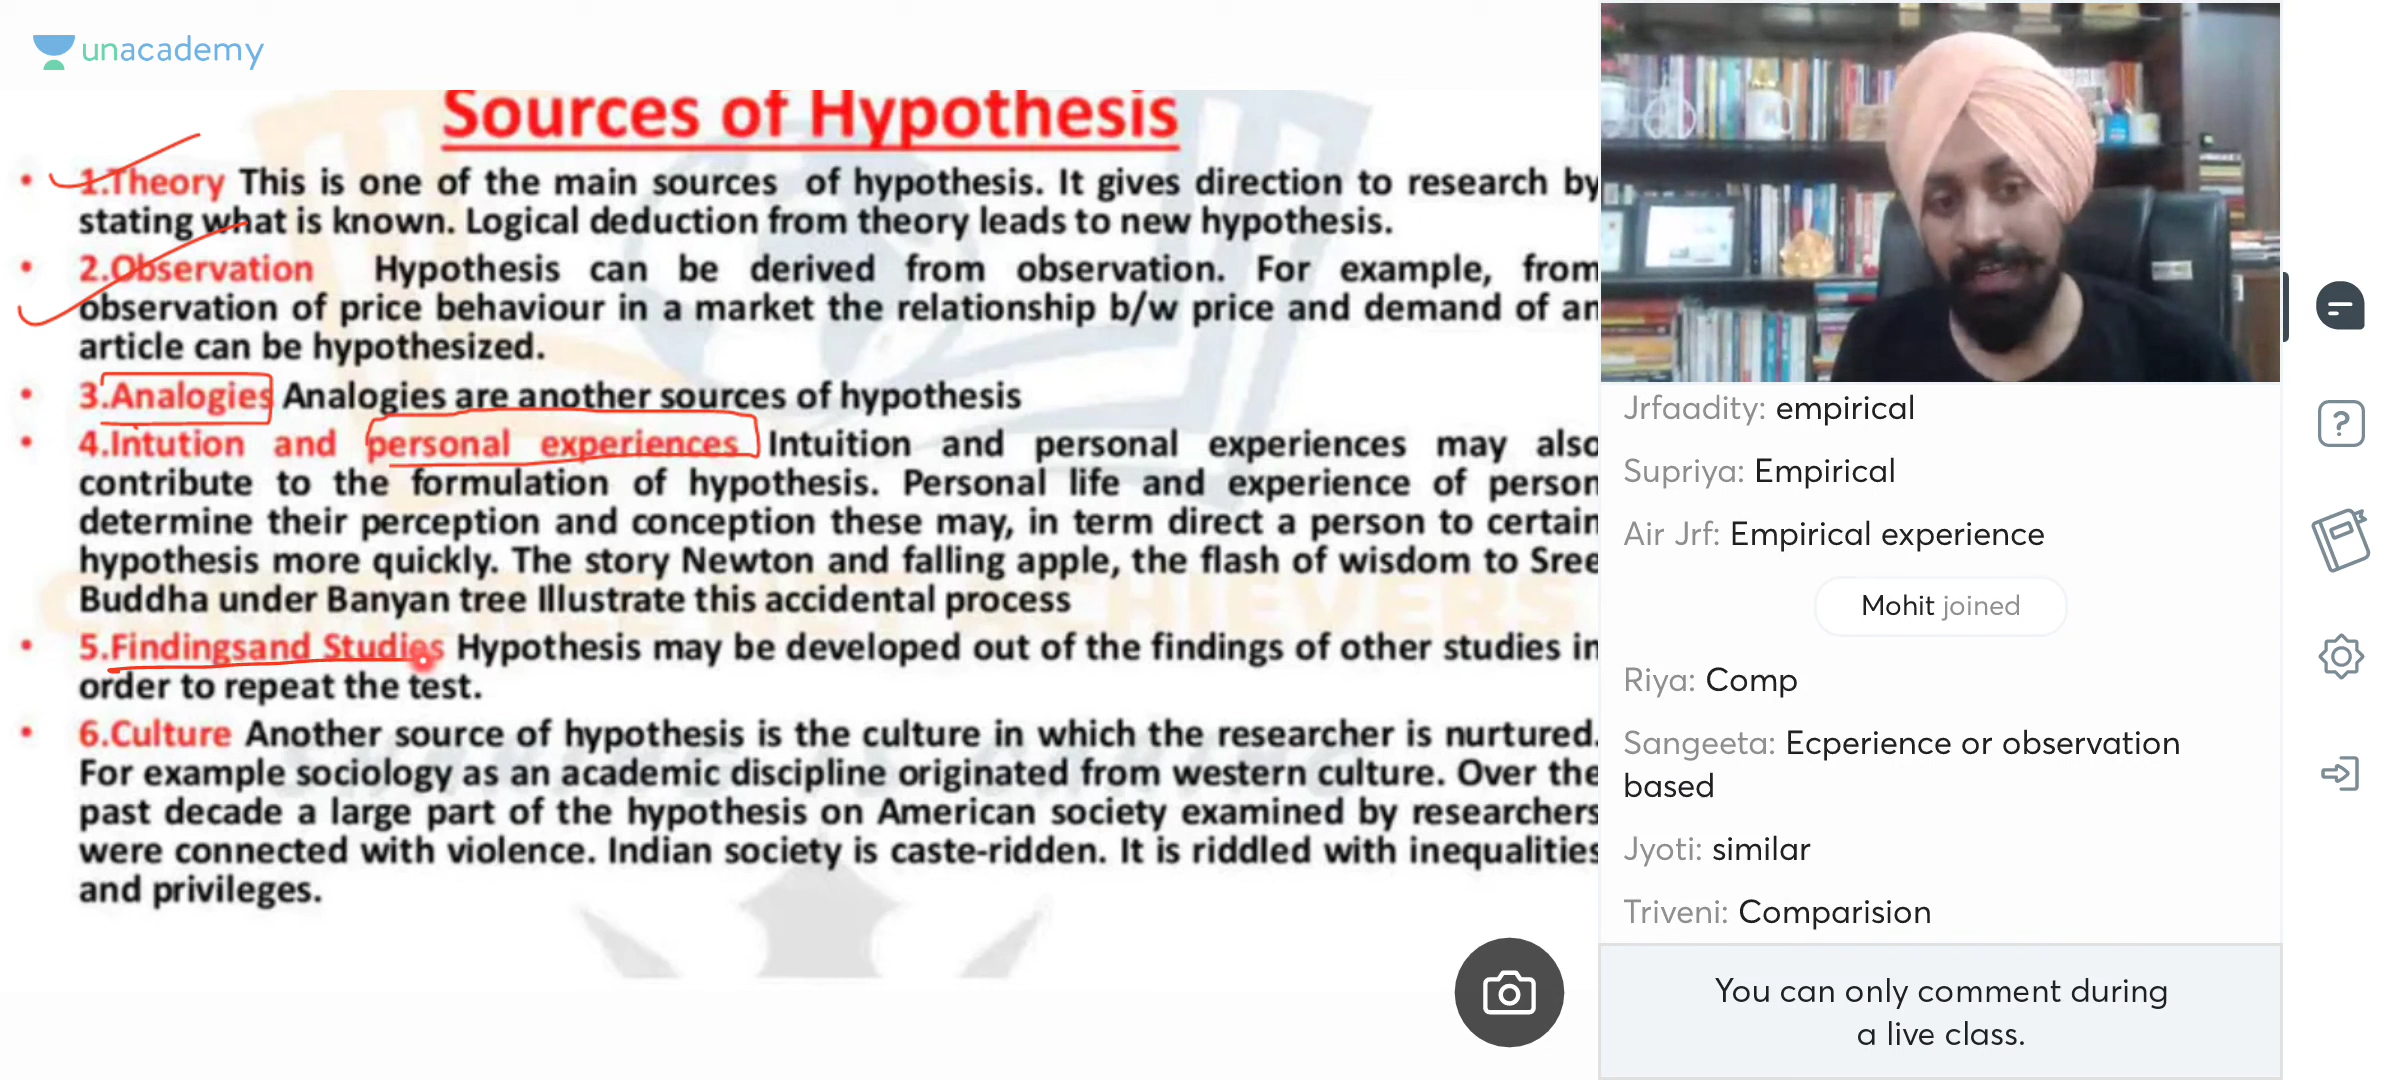 unacademy
Sources of Hypothesis
• 1.Theory This is one of the main sources of hypothesis. It gives direction to research by
stating what is known. Logical deduction from theory leads to new hypothesis.
• 2.Observation Hypothesis can be derived from observation. For example, from
observation of price behaviour in a market the relationship b/w price and demand of an
article can be hypothesized.
• 3.Analogies Analogies are another sources of hypothesis
• 4.Intution and personal experiences Intuition and personal experiences may also
contribute to the formulation of hypothesis. Personal life and experience of person
determine their perception and conception these may, in term direct a person to certain
hypothesis more quickly. The story Newton and falling apple, the flash of wisdom to Sree
Buddha under Banyan tree Illustrate this accidental process
• 5.Findingsand Studies Hypothesis may be developed out of the findings of other studies in
order to repeat the test.
• 6.Culture Another source of hypothesis is the culture in which the researcher is nurtured.
For example sociology as an academic discipline originated from western culture. Over the
past decade a large part of the hypothesis on American society examined by researchers
were connected with violence. Indian society is caste-ridden. It is riddled with inequalities
and privileges.
Jrfaadity: empirical
Supriya: Empirical
Air Jrf: Empirical experience
Mohit joined
Riya: Comp
Sangeeta: Ecperience or observation
based
Jyoti: similar
Triveni: Comparision
You can only comment during
a live class.